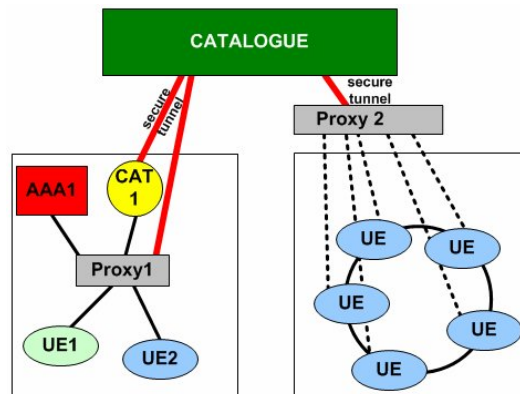 CATALOGUE
secure
tunnel
secure
tunnel
Proxy 2
AAA1
CAT
1
Proxy1
UE1
UE2
UE
UE
UE
UE
UE